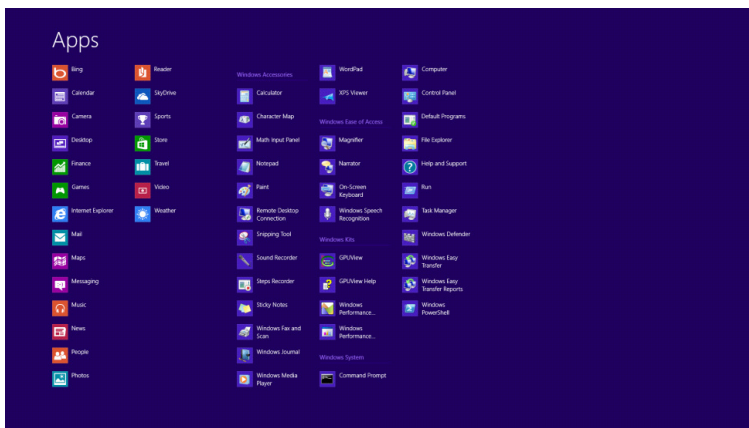 Apps
Bing
Calendar
Camera
Desktop
Finance
Games
Internet Explorer
Mail
Maps
Messaging
Music
News
People
Photos
Reader
SkyDrive
Sports
Store
Travel
Video
Weather
Windows Accessories
Calculator
Character Map
Math Input Panel
Notepad
Paint
Remote Desktop
Connection
Snipping Tool
Sound Recorder
Steps Recorder
Sticky Notes
Windows Fax and
Scan
Windows Journal
Windows Media
Player
WordPad
XPS Viewer
Windows Ease of Access
Magnifier
Narrator
On-Screen
Keyboard
Windows Speech
Recognition
Windows Kits
GPUView
GPUView Help
Windows
Performance...
Windows
Performance...
Windows System
Command Prompt
Computer
Control Panel
Default Programs
File Explorer
Help and Support
Run
Task Manager
Windows Defender
Windows Easy
Transfer
Windows Easy
Transfer Reports
Windows
PowerShell